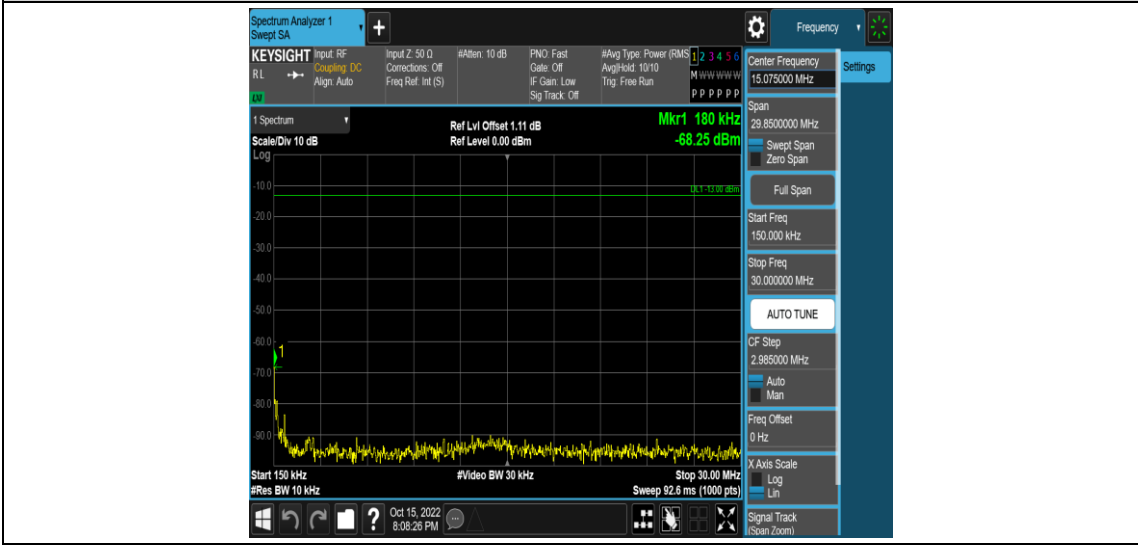 Spectrum Analyzer 1
Swept SA
+
Frequency
KEYSIGHT
RL
LM
Input: RF
Coupling: DC
Align: Auto
Input Z: 50 Ω
Corrections: Off
Freq Ref: Int (S)
#Atten: 10 dB
PNO: Fast
Gate: Off
IF Gain: Low
Sig Track: Off
#Avg Type: Power (RMS
Avg|Hold: 10/10
Trig: Free Run
1 2 3 4 5 6
M W W W W W
P P P P P P
1 Spectrum
Scale/Div 10 dB
Log
Ref Lvl Offset 1.11 dB
Ref Level 0.00 dBm
Mkr1 180 kHz
-68.25 dBm
DL1 -13.00 dBm
-10.0
-20.0
-30.0
-40.0
-50.0
-60.0
1
-70.0
-80.0
-90.0
Start 150 kHz
#Res BW 10 kHz
#Video BW 30 kHz
Stop 30.00 MHz
Sweep 92.6 ms (1000 pts)
Center Frequency
15.075000 MHz
Settings
Span
29.8500000 MHz
Swept Span
Zero Span
Full Span
Start Freq
150.000 kHz
Stop Freq
30.000000 MHz
AUTO TUNE
CF Step
2.985000 MHz
Auto
Man
Freq Offset
0 Hz
X Axis Scale
Log
Lin
Signal Track
(Span Zoom)
?
Oct 15, 2022
8:08:26 PM